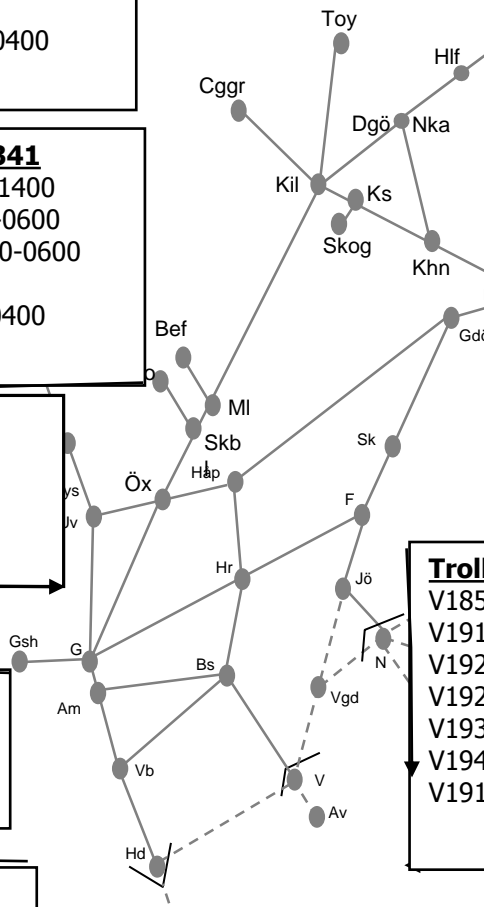 0400
341
1400
-0600
0-0600
0400
Toy
Hlf
Cggr
Dgö
Nka
Kil
Ks
Skog
Khn
Gdö
Bef
o
Ml
Skb
l
Sk
Håp
Öx
ys
Jv
F
Hr
Jö
Gsh
G
N
Bs
Am
Vgd
Vb
V
Av
Hd
Troll
V185
V191
V192
V192
V193
V194
V191